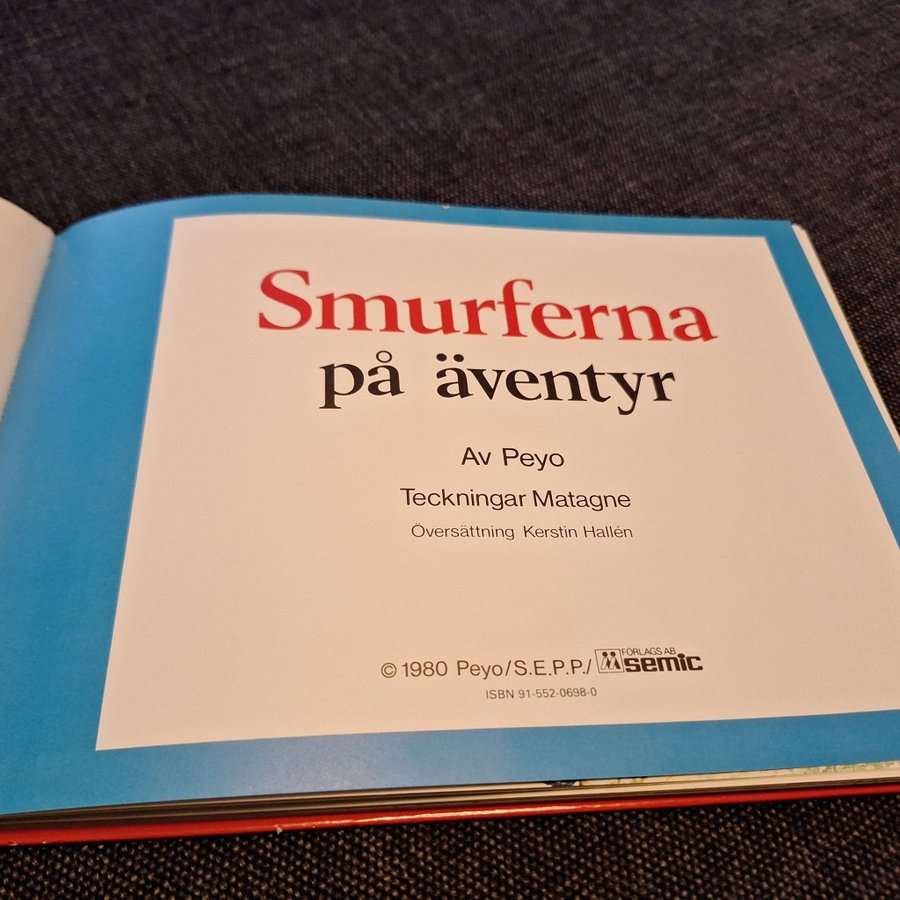 Smurferna
på äventyr
Av Peyo
Teckningar Matagne
Översättning Kerstin Hallén
© 1980 Peyo/S.E.P.P./ FÖRLAGS AB semic
ISBN 91-552-0698-0